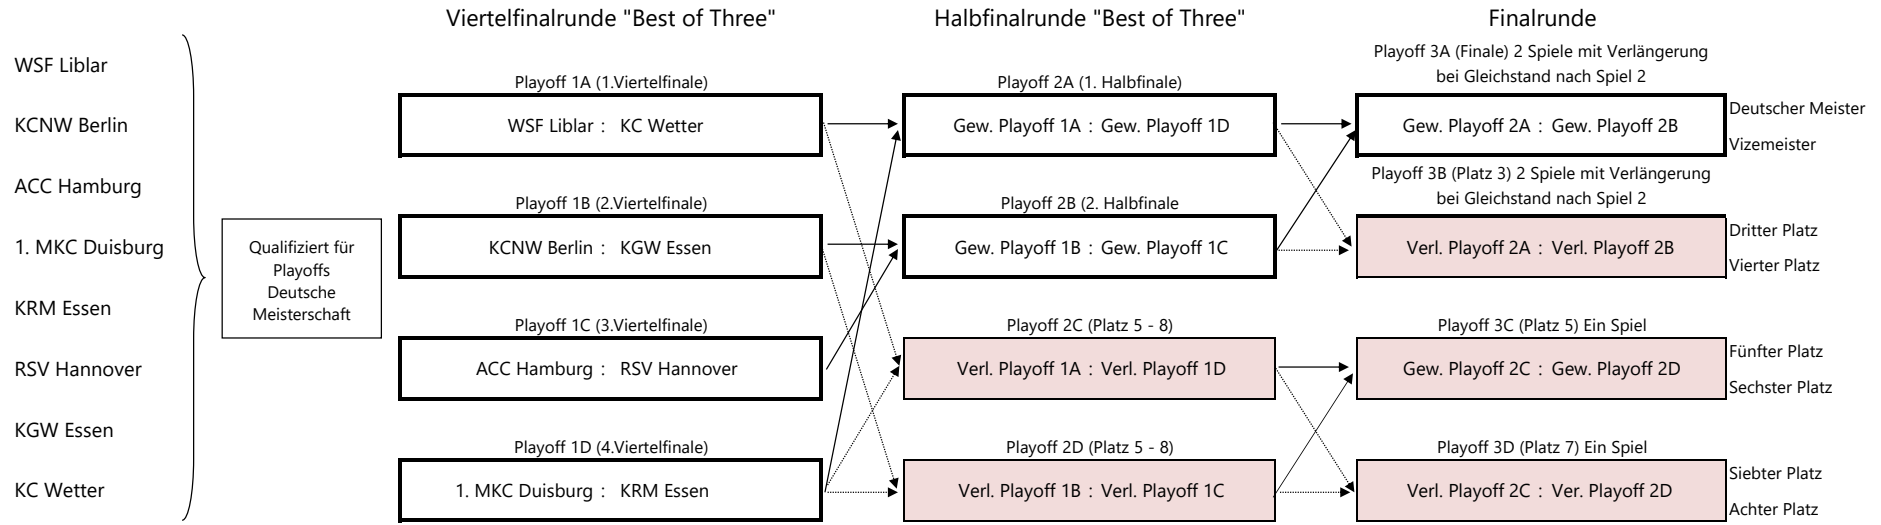 Viertelfinalrunde "Best of Three"
Halbfinalrunde "Best of Three"
Finalrunde
WSF Liblar
KCNW Berlin
ACC Hamburg
1. MKC Duisburg
KRM Essen
RSV Hannover
KGW Essen
KC Wetter
Qualifiziert für
Playoffs
Deutsche
Meisterschaft
Playoff 1A (1.Viertelfinale)
WSF Liblar : KC Wetter
Playoff 1B (2.Viertelfinale)
KCNW Berlin : KGW Essen
Playoff 1C (3.Viertelfinale)
ACC Hamburg : RSV Hannover
Playoff 1D (4.Viertelfinale)
1. MKC Duisburg : KRM Essen
Playoff 2A (1. Halbfinale)
Gew. Playoff 1A : Gew. Playoff 1D
Playoff 2B (2. Halbfinale
Gew. Playoff 1B : Gew. Playoff 1C
Playoff 2C (Platz 5 - 8)
Verl. Playoff 1A : Verl. Playoff 1D
Playoff 2D (Platz 5 - 8)
Verl. Playoff 1B : Verl. Playoff 1C
Playoff 3A (Finale) 2 Spiele mit Verlängerung
bei Gleichstand nach Spiel 2
Gew. Playoff 2A : Gew. Playoff 2B
Deutscher Meister
Vizemeister
Playoff 3B (Platz 3) 2 Spiele mit Verlängerung
bei Gleichstand nach Spiel 2
Verl. Playoff 2A : Verl. Playoff 2B
Dritter Platz
Vierter Platz
Playoff 3C (Platz 5) Ein Spiel
Gew. Playoff 2C : Gew. Playoff 2D
Fünfter Platz
Sechster Platz
Playoff 3D (Platz 7) Ein Spiel
Verl. Playoff 2C : Ver. Playoff 2D
Siebter Platz
Achter Platz